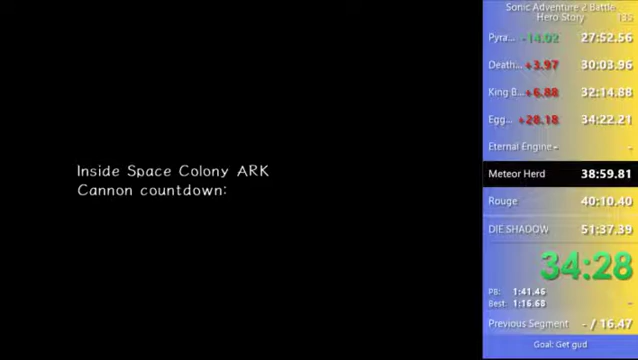 Sonic Adventure 2 Battle
Hero Story 135
Pyra... -14.02 27:52.56
Death... +3.97 30:03.96
King B... +6.88 32:14.88
Egg... +28.18 34:22.21
Eternal Engine - -
Meteor Herd 38:59.81
Rouge 40:10.40
DIE SHADOW 51:37.39
34:28
PB: 1:41.46
Best: 1:16.68 -
Previous Segment - / 16.47
Goal: Get gud
Inside Space Colony ARK
Cannon countdown: